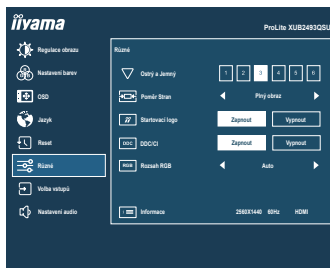 iiyama
ProLite XUB2493QSU
Regulace obrazu
Nastavení barev
OSD
Jazyk
Reset
Různé
Volba vstupů
Nastavení audio
Různé
Ostrý a Jemný 1 2 3 4 5 6
Poměr Stran Plný obraz
Startovací logo Zapnout Vypnout
DDC DDC/CI Zapnout Vypnout
RGB Rozsah RGB Auto
Informace 2560X1440 60Hz HDMI